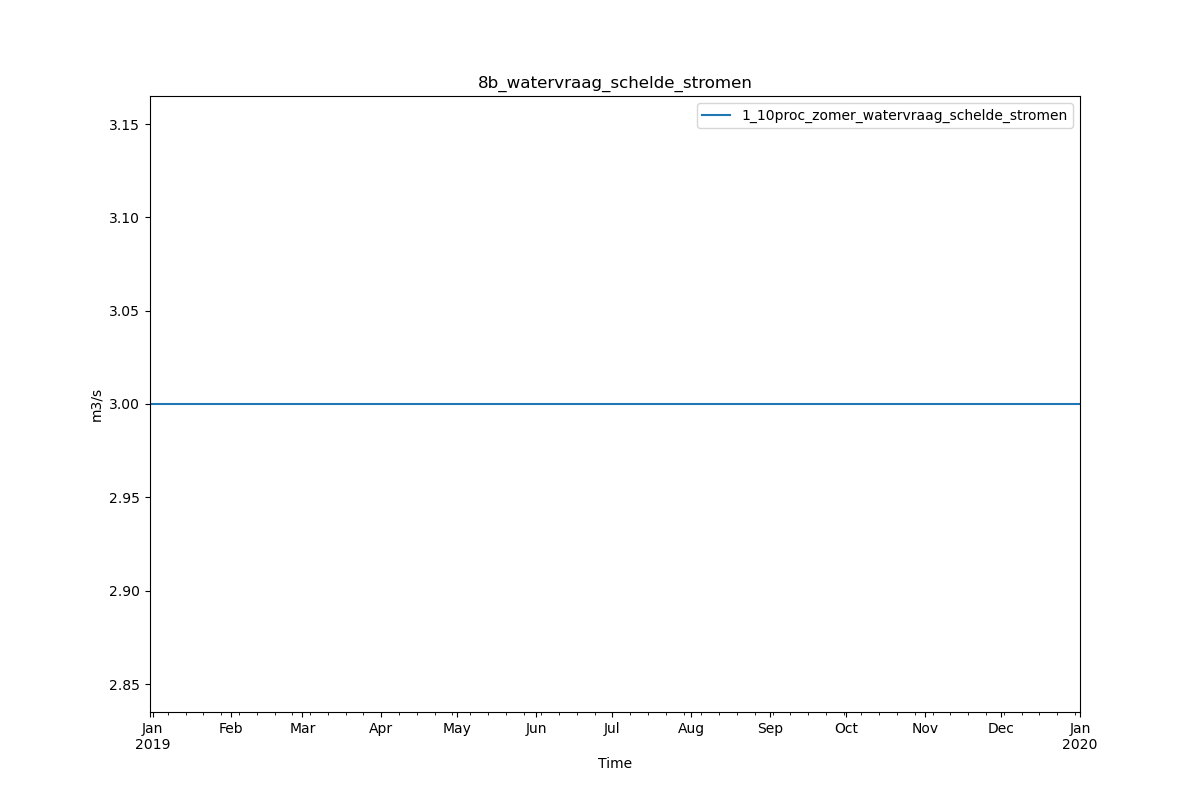 8b_watervraag_schelde_stromen
1_10proc_zomer_watervraag_schelde_stromen
3.15
3.10
3.05
3.00
2.95
2.90
2.85
m3/s
Jan Feb Mar Apr May Jun Jul Aug Sep Oct Nov Dec Jan
2019 2020
Time